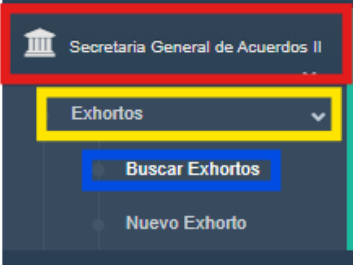 Secretaria General de Acuerdos II
Exhortos
Buscar Exhortos
Nuevo Exhorto